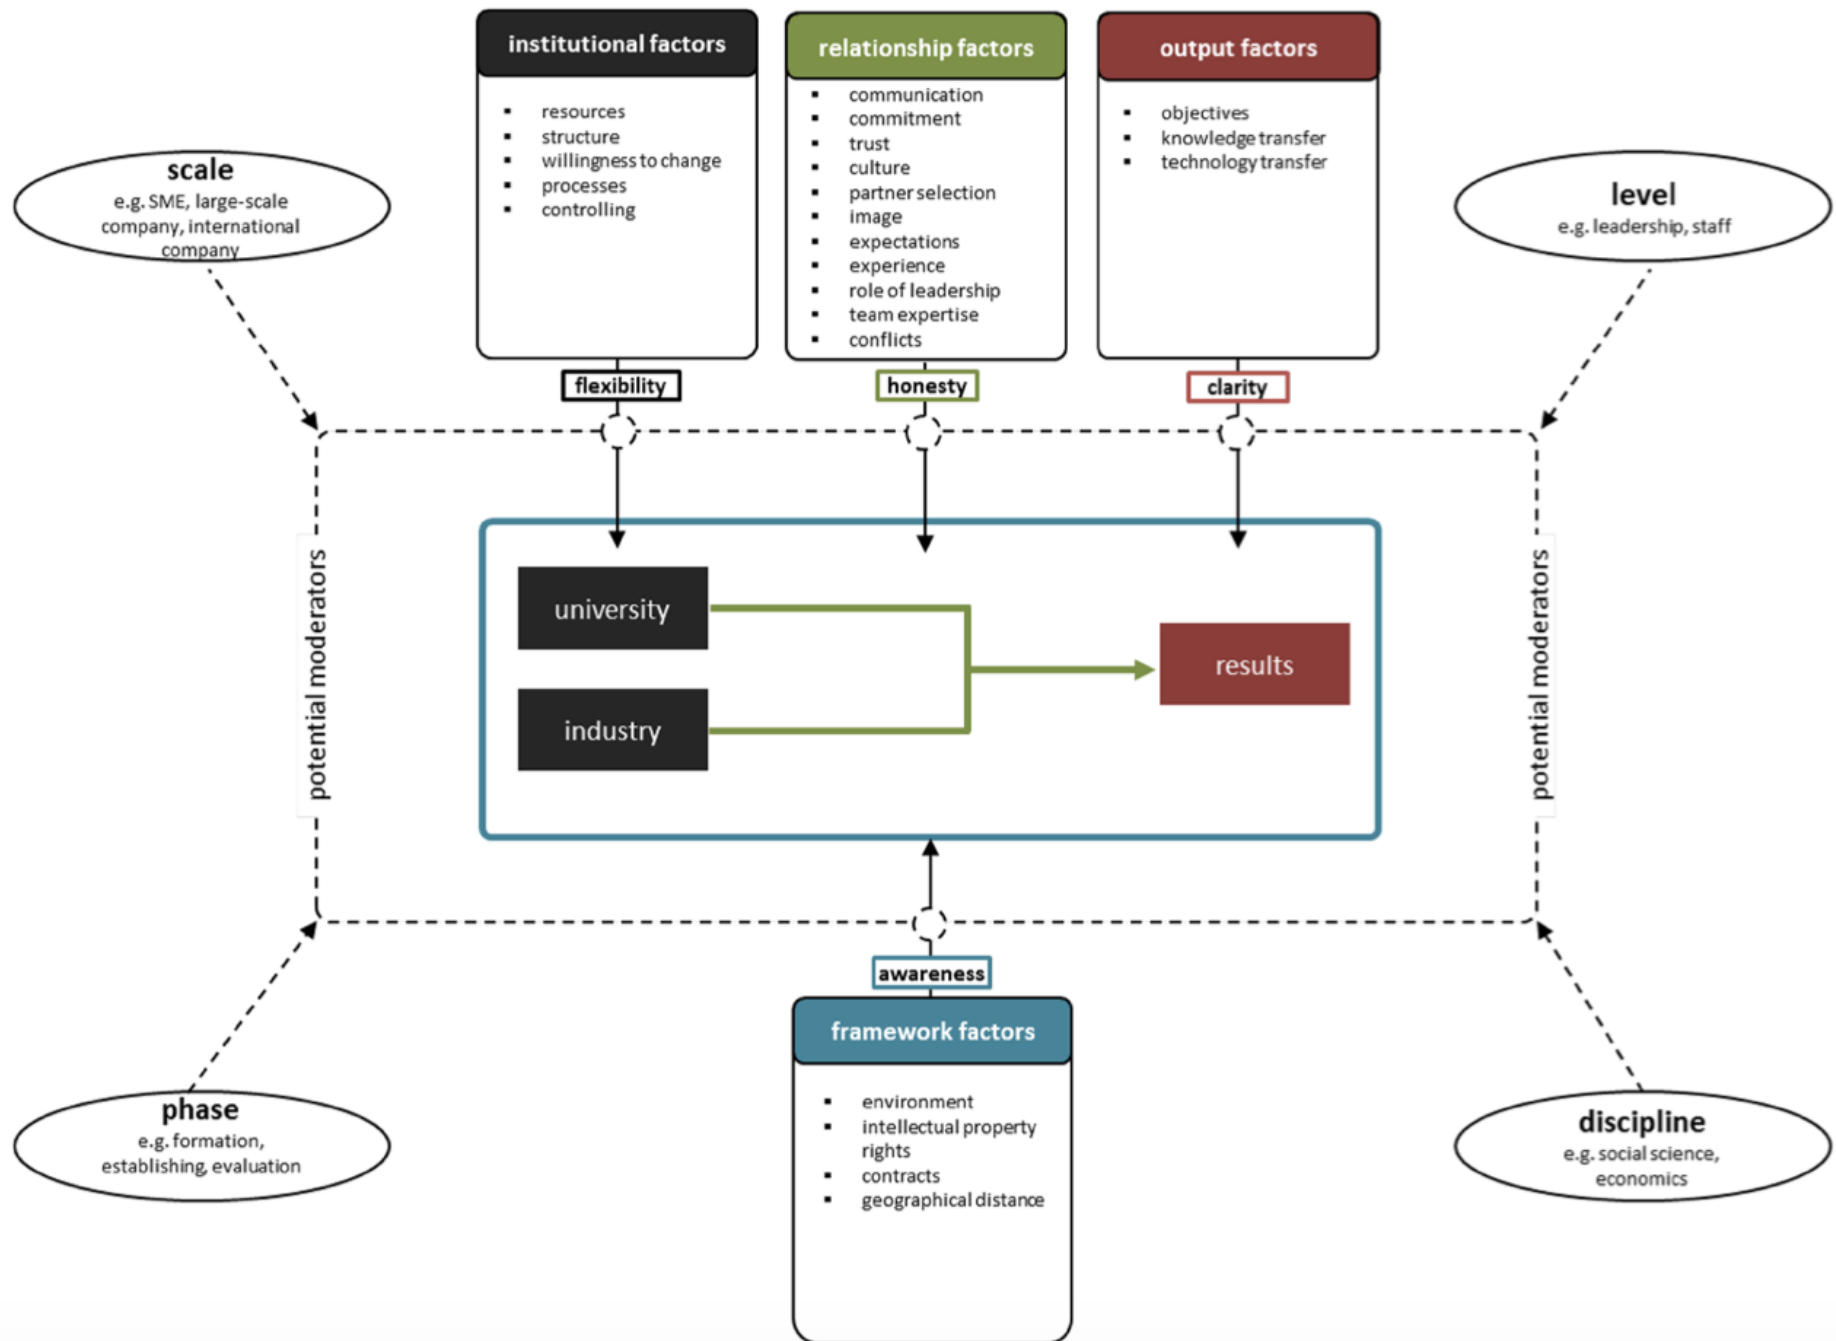 institutional factors
resources
structure
willingness to change
processes
controlling
relationship factors
communication
commitment
trust
culture
partner selection
image
expectations
experience
role of leadership
team expertise
conflicts
output factors
objectives
knowledge transfer
technology transfer
scale
e.g. SME, large-scale
company, international
company
level
e.g. leadership, staff
flexibility
honesty
clarity
potential moderators
university
industry
results
potential moderators
awareness
framework factors
environment
intellectual property
rights
contracts
geographical distance
phase
e.g. formation,
establishing, evaluation
discipline
e.g. social science,
economics